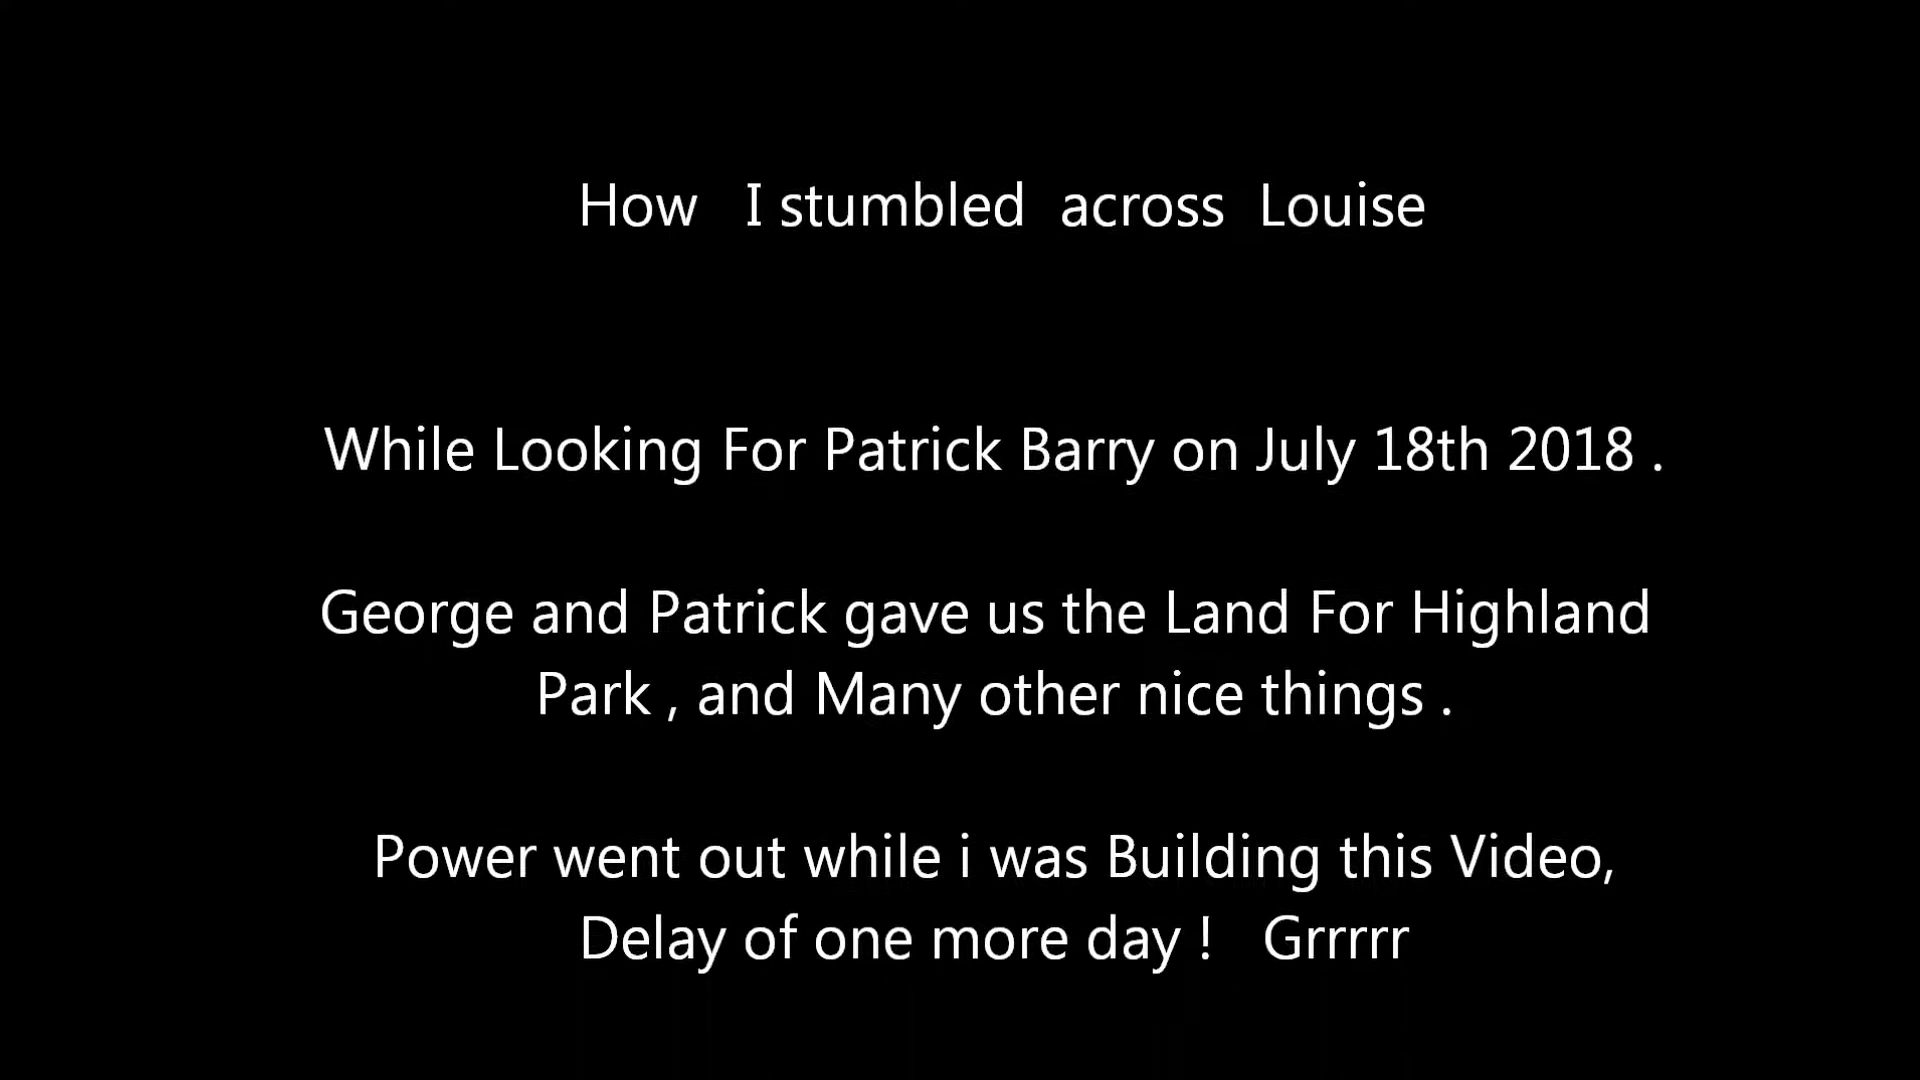 How I stumbled across Louise
While Looking For Patrick Barry on July 18th 2018 .
George and Patrick gave us the Land For Highland
Park , and Many other nice things .
Power went out while i was Building this Video,
Delay of one more day ! Grrrrr